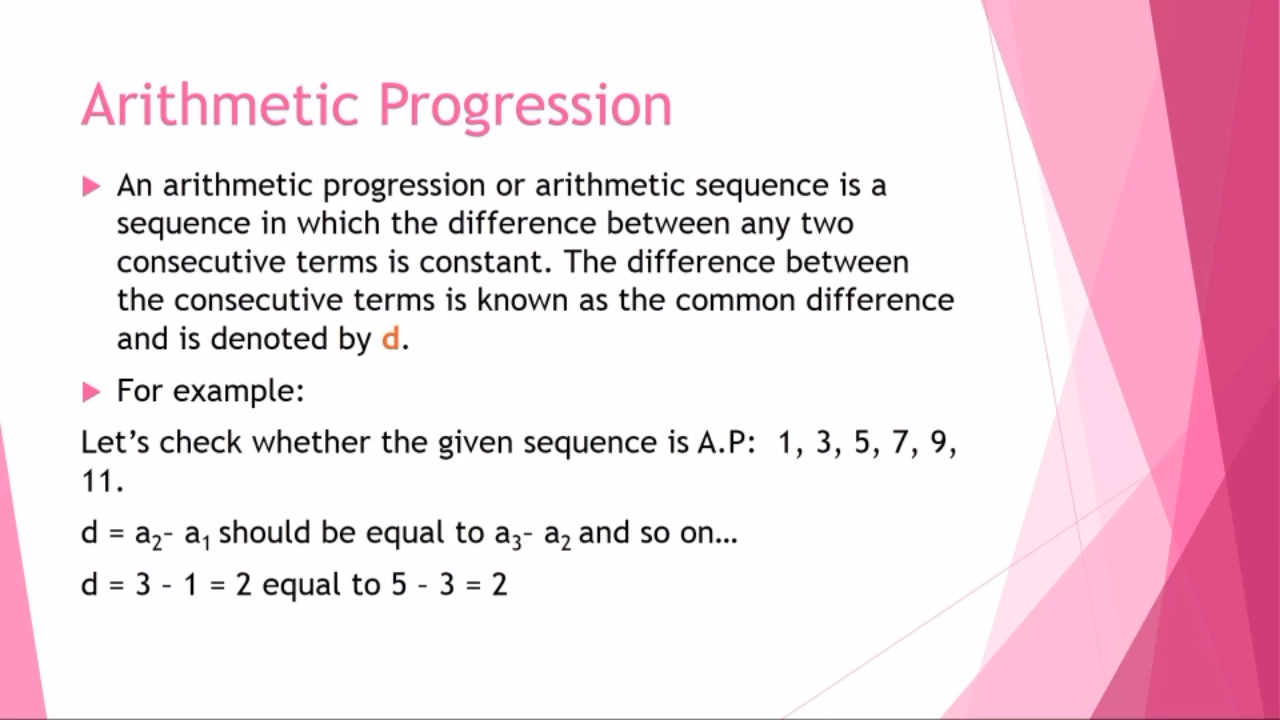 Arithmetic Progression
An arithmetic progression or arithmetic sequence is a
sequence in which the difference between any two
consecutive terms is constant. The difference between
the consecutive terms is known as the common difference
and is denoted by d.
For example:
Let’s check whether the given sequence is A.P:  1, 3, 5, 7, 9,
11.
d = a₂– a₁ should be equal to a₃– a₂ and so on…
d = 3 – 1 = 2 equal to 5 – 3 = 2